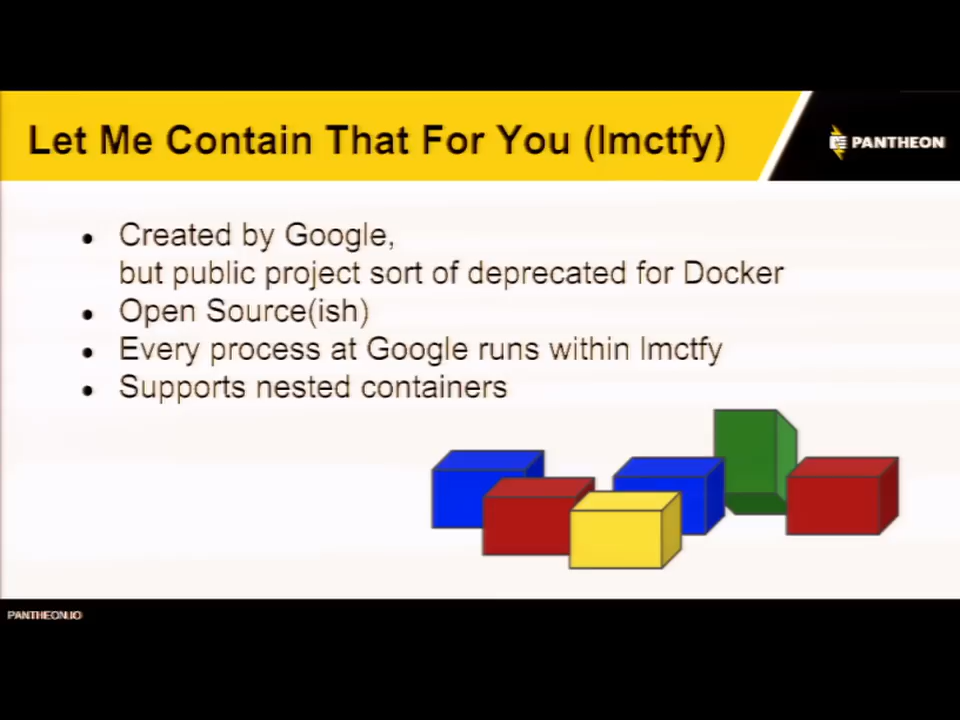 Let Me Contain That For You (lmctfy)
PANTHEON
Created by Google,
but public project sort of deprecated for Docker
Open Source(ish)
Every process at Google runs within lmctfy
Supports nested containers
PANTHEON.IO